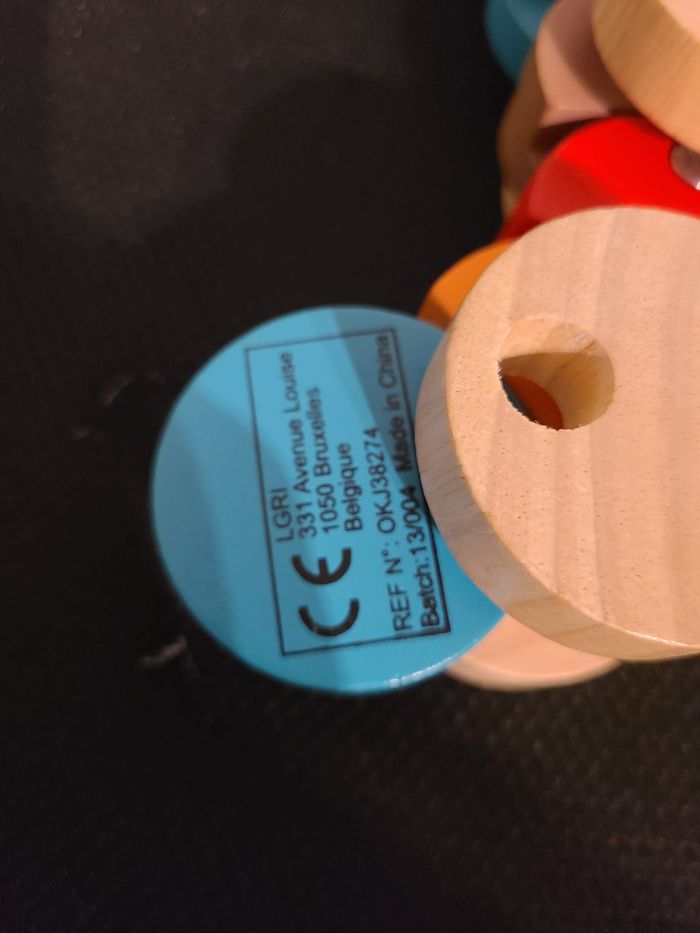 LGRI
331 Avenue Louise
1050 Bruxelles
Belgique
CE
REF N°: OKJ38274
Batch:13/004 Made in China